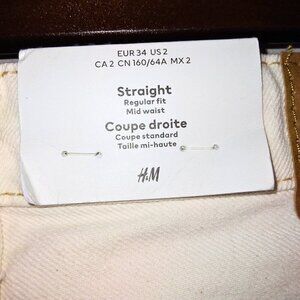 EUR 34 US 2
CA 2 CN 160/64A MX 2
Straight
Regular fit
Mid waist
Coupe droite
Coupe standard
Taille mi-haute
H&M